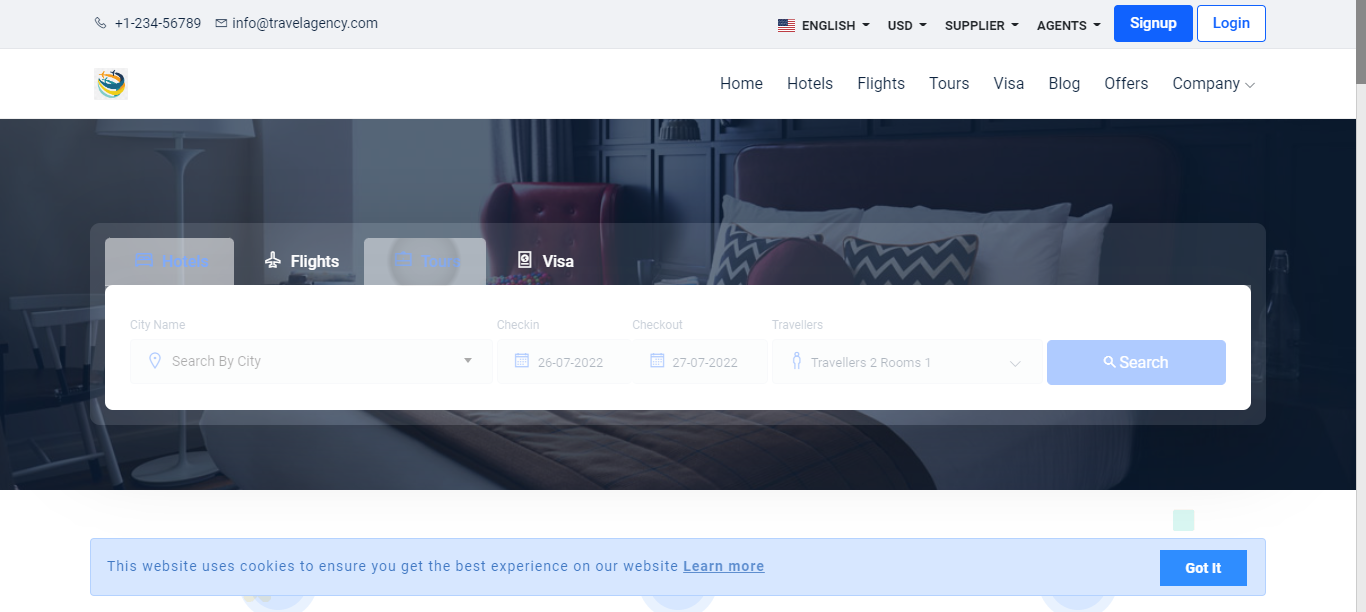 +1-234-56789 info@travelagency.com ENGLISH USD SUPPLIER AGENTS Signup Login
Home Hotels Flights Tours Visa Blog Offers Company
Hotels Flights Tours Visa
City Name Checkin Checkout Travellers
Search By City 26-07-2022 27-07-2022 Travellers 2 Rooms 1 Search
This website uses cookies to ensure you get the best experience on our website Learn more Got It